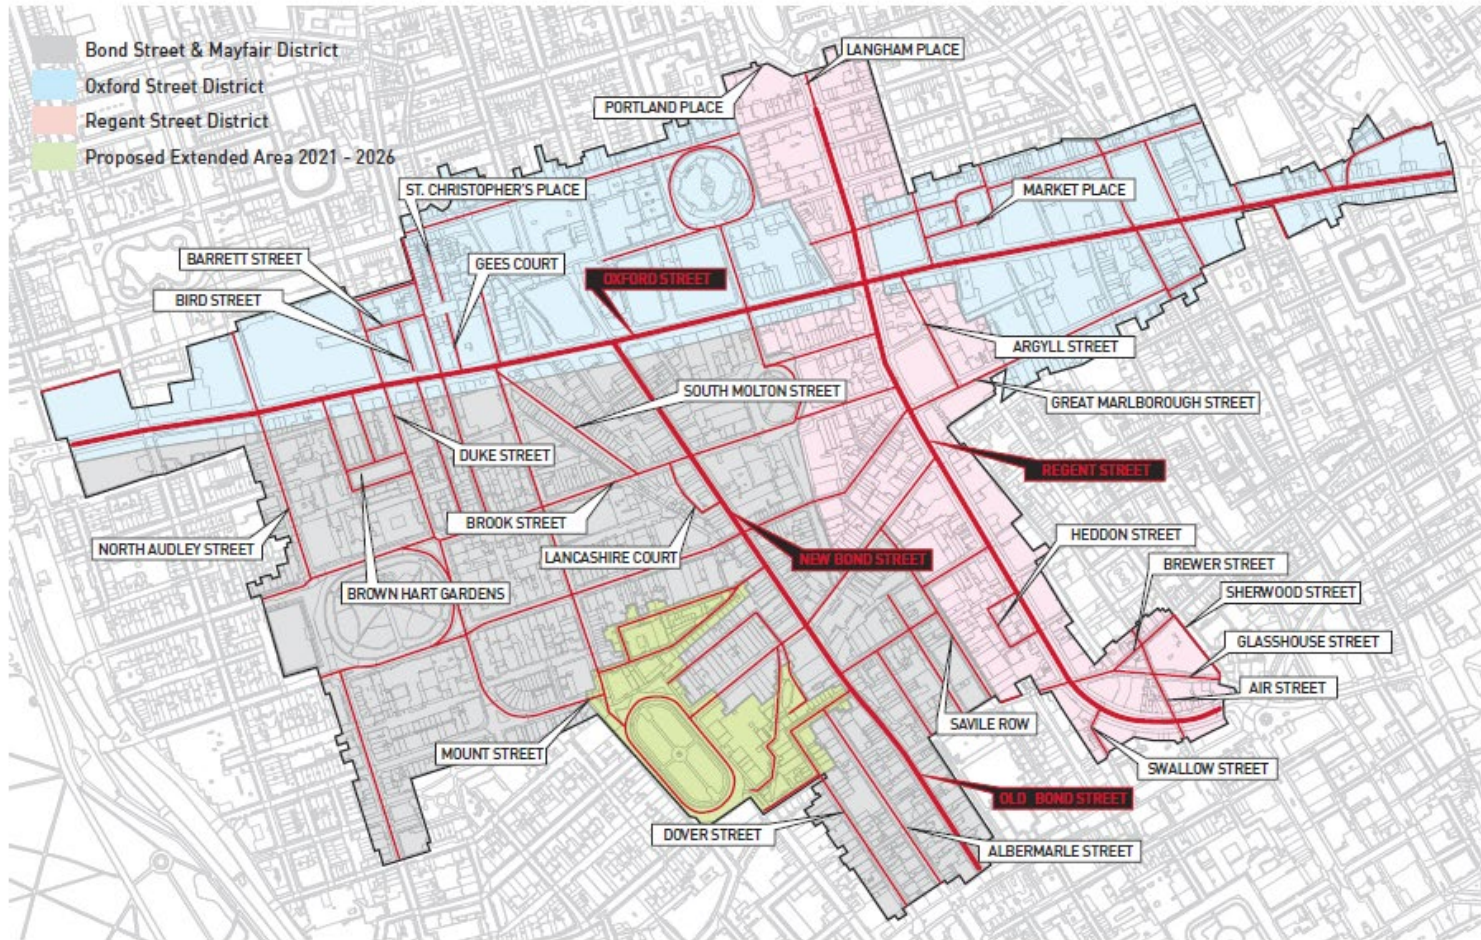 Bond Street & Mayfair District
Oxford Street District
Regent Street District
Proposed Extended Area 2021 - 2026
LANGHAM PLACE
PORTLAND PLACE
ST. CHRISTOPHER'S PLACE
MARKET PLACE
BARRETT STREET
GEES COURT
OXFORD STREET
BIRD STREET
ARGYLL STREET
SOUTH MOLTON STREET
GREAT MARLBOROUGH STREET
DUKE STREET
REGENT STREET
BROOK STREET
HEDDON STREET
NORTH AUDLEY STREET
LANCASHIRE COURT
NEW BOND STREET
BREWER STREET
BROWN HART GARDENS
SHERWOOD STREET
GLASSHOUSE STREET
AIR STREET
SAVILE ROW
MOUNT STREET
SWALLOW STREET
OLD BOND STREET
DOVER STREET
ALBERMARLE STREET